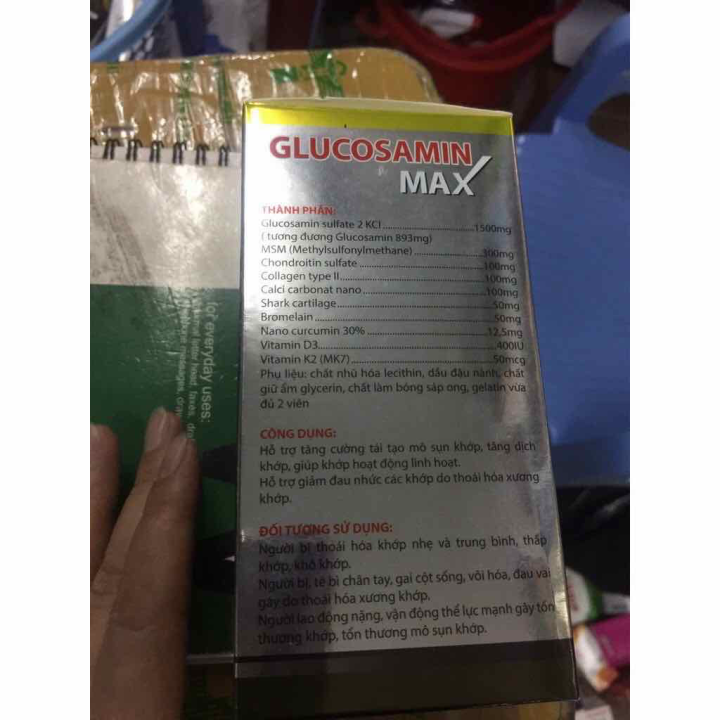 GLUCOSAMIN
MAX
THÀNH PHẦN:
Glucosamin sulfate 2 KCl..................1500mg
( tương đương Glucosamin 893mg)
MSM (Methylsulfonylmethane)..................300mg
Chondroitin sulfate..................100mg
Collagen type II..................100mg
Calci carbonat nano..................100mg
Shark cartilage..................50mg
Bromelain..................50mg
Nano curcumin 30%..................12,5mg
Vitamin D3..................400IU
Vitamin K2 (MK7)..................50mcg
Phụ liệu: chất nhũ hóa lecithin, dầu đậu nành, chất
giữ ẩm glycerin, chất làm bóng sáp ong, gelatin vừa
đủ 2 viên
CÔNG DỤNG:
Hỗ trợ tăng cường tái tạo mô sụn khớp, tăng dịch
khớp, giúp khớp hoạt động linh hoạt.
Hỗ trợ giảm đau nhức các khớp do thoái hóa xương
khớp.
ĐỐI TƯỢNG SỬ DỤNG:
Người bị thoái hóa khớp nhẹ và trung bình, thấp
khớp, khô khớp.
Người bị tê bì chân tay, gai cột sống, vôi hóa, đau vai
gáy do thoái hóa xương khớp.
Người lao động nặng, vận động thể lực mạnh gây tổn
thương khớp, tổn thương mô sụn khớp.
for everyday uses:
letter head, faxes,
messages,